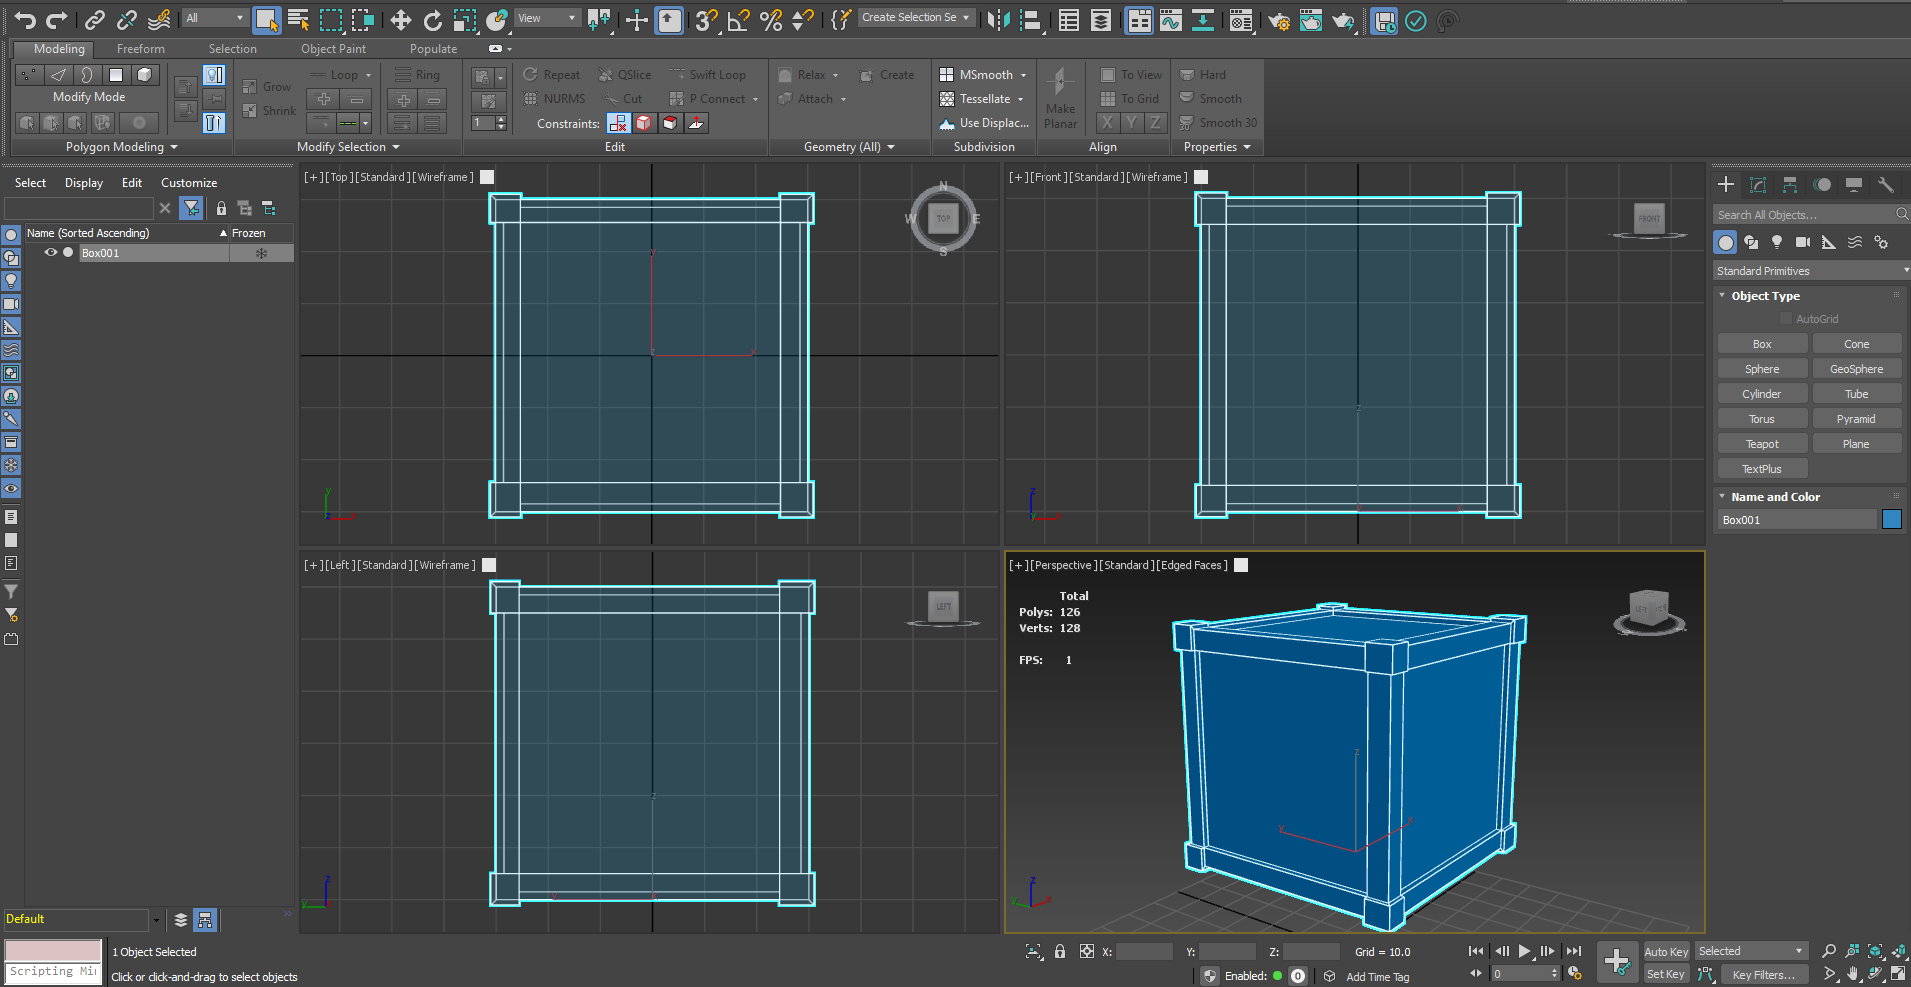 All
View
Create Selection Se
Modeling Freeform Selection Object Paint Populate
Modify Mode
Polygon Modeling
Grow
Shrink
Loop
Ring
Modify Selection
1
Repeat QSlice Swift Loop
NURMS Cut P Connect
Constraints:
Edit
Relax Create
Attach
Geometry (All)
MSmooth
Tessellate
Use Displac...
Subdivision
Make
Planar
To View
To Grid
X Y Z
Align
Hard
Smooth
Smooth 30
Properties
Select Display Edit Customize
Name (Sorted Ascending) Frozen
Box001
Default
[+][Top][Standard][Wireframe]
N
W TOP E
S
y
z x
y
z x
[+][Front][Standard][Wireframe]
FRONT
z
[+][Left][Standard][Wireframe]
LEFT
z
[+][Perspective][Standard][Edged Faces]
Total
Polys: 126
Verts: 128
FPS: 1
LEFT
z
y x
z
y x
Search All Objects...
Standard Primitives
Object Type
AutoGrid
Box Cone
Sphere GeoSphere
Cylinder Tube
Torus Pyramid
Teapot Plane
TextPlus
Name and Color
Box001
Scripting Mi
1 Object Selected
Click or click-and-drag to select objects
X: Y: Z: Grid = 10.0
Enabled: 0 Add Time Tag
0
Auto Key Selected
Set Key Key Filters...